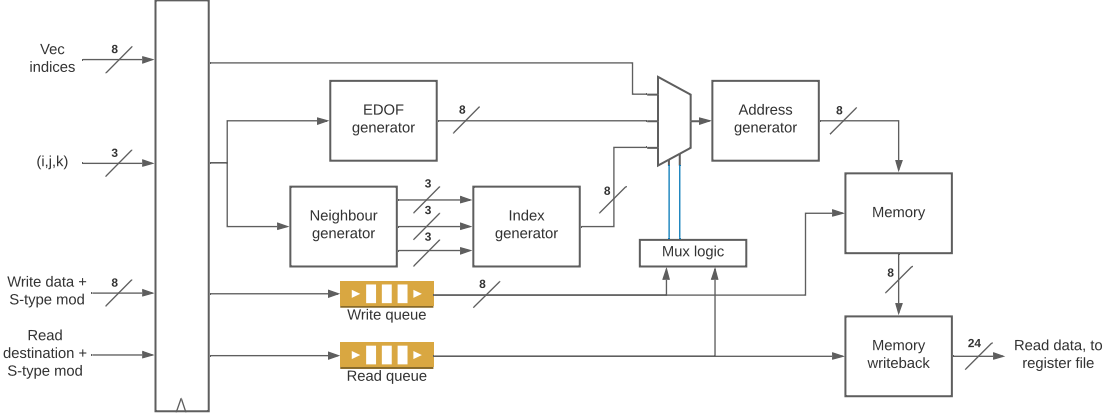 Vec
indices
8
(i,j,k)
3
Write data +
S-type mod
8
Read
destination +
S-type mod
EDOF
generator
8
Neighbour
generator
3
3
3
Index
generator
8
Write queue
8
Read queue
Mux logic
Address
generator
8
Memory
8
Memory
writeback
24
Read data, to
register file